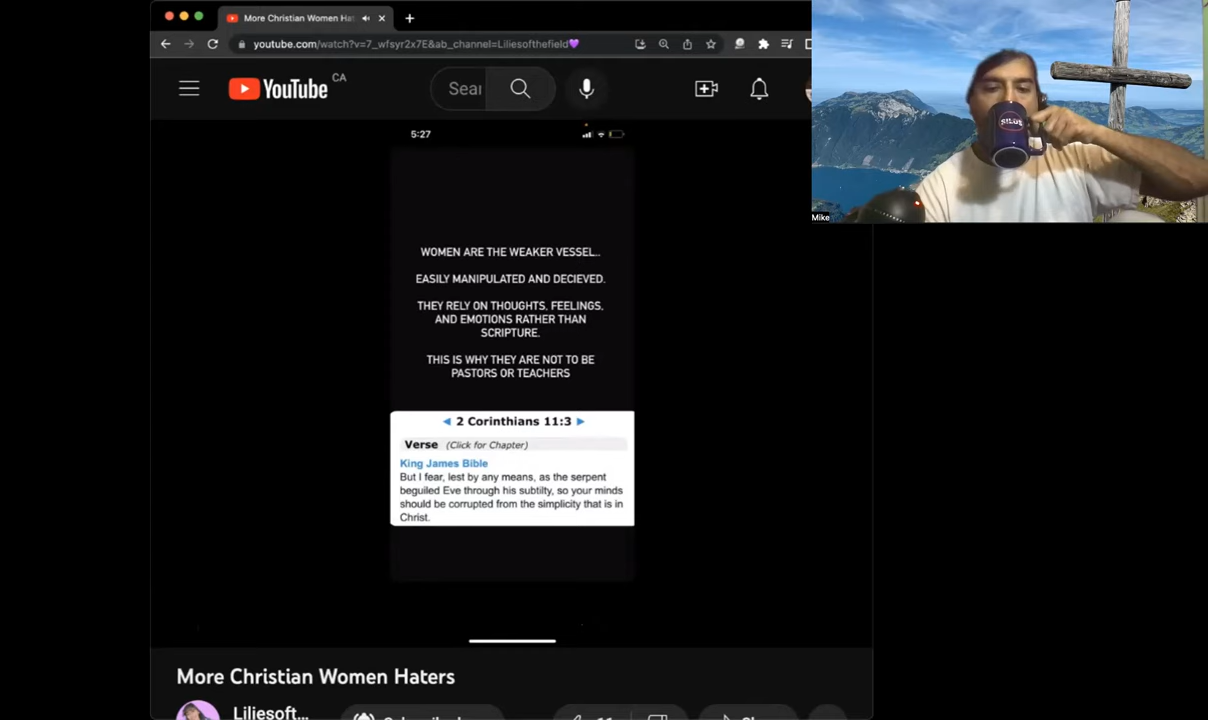 More Christian Women Hat
youtube.com/watch?v=7_wfsyr2x7E&ab_channel=Liliesofthefield💜
YouTube CA
Sear
5:27
WOMEN ARE THE WEAKER VESSEL..
EASILY MANIPULATED AND DECIEVED.
THEY RELY ON THOUGHTS, FEELINGS,
AND EMOTIONS RATHER THAN
SCRIPTURE.
THIS IS WHY THEY ARE NOT TO BE
PASTORS OR TEACHERS
2 Corinthians 11:3
Verse (Click for Chapter)
King James Bible
But I fear, lest by any means, as the serpent
beguiled Eve through his subtilty, so your minds
should be corrupted from the simplicity that is in
Christ.
More Christian Women Haters
Liliesoft...
Mike